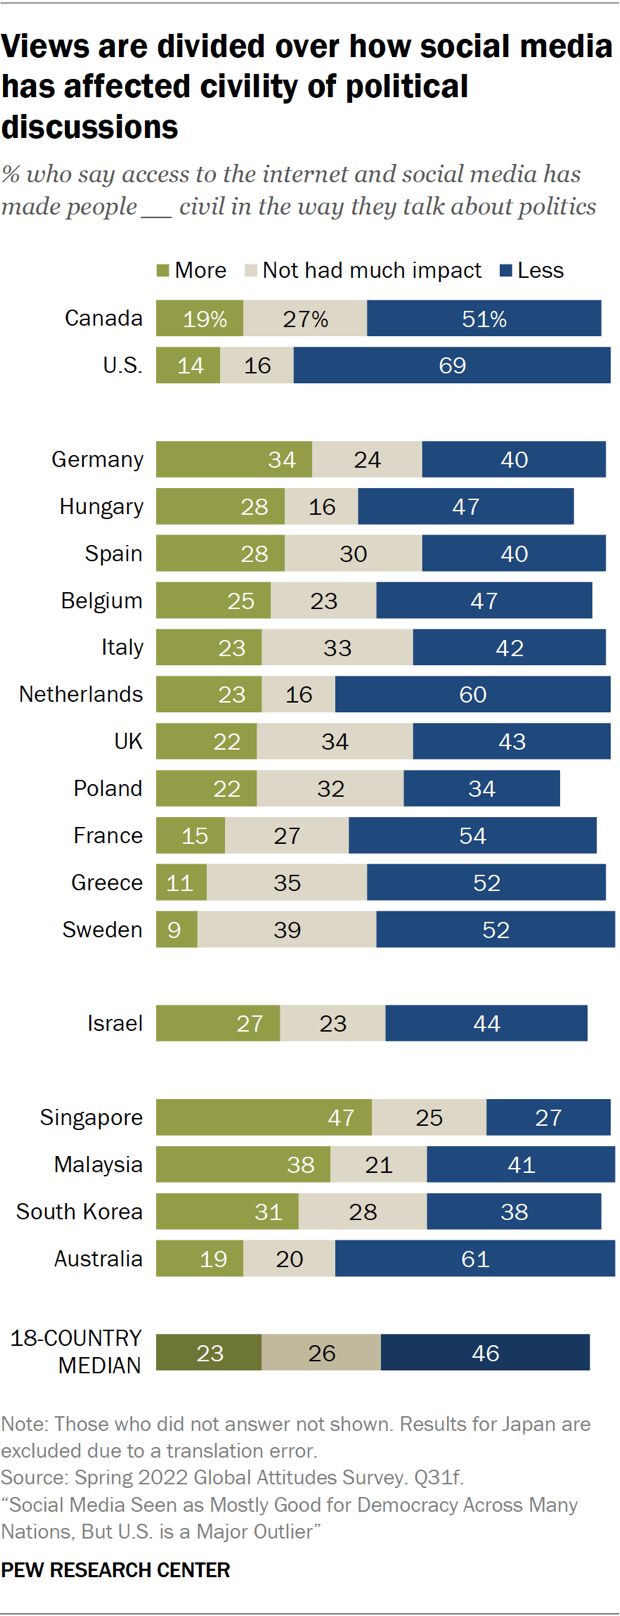 Views are divided over how social media
has affected civility of political
discussions
% who say access to the internet and social media has
made people __ civil in the way they talk about politics
More Not had much impact Less
Canada 19% 27% 51%
U.S. 14 16 69
Germany 34 24 40
Hungary 28 16 47
Spain 28 30 40
Belgium 25 23 47
Italy 23 33 42
Netherlands 23 16 60
UK 22 34 43
Poland 22 32 34
France 15 27 54
Greece 11 35 52
Sweden 9 39 52
Israel 27 23 44
Singapore 47 25 27
Malaysia 38 21 41
South Korea 31 28 38
Australia 19 20 61
18-COUNTRY
MEDIAN 23 26 46
Note: Those who did not answer not shown. Results for Japan are
excluded due to a translation error.
Source: Spring 2022 Global Attitudes Survey. Q31f.
“Social Media Seen as Mostly Good for Democracy Across Many
Nations, But U.S. is a Major Outlier”
PEW RESEARCH CENTER